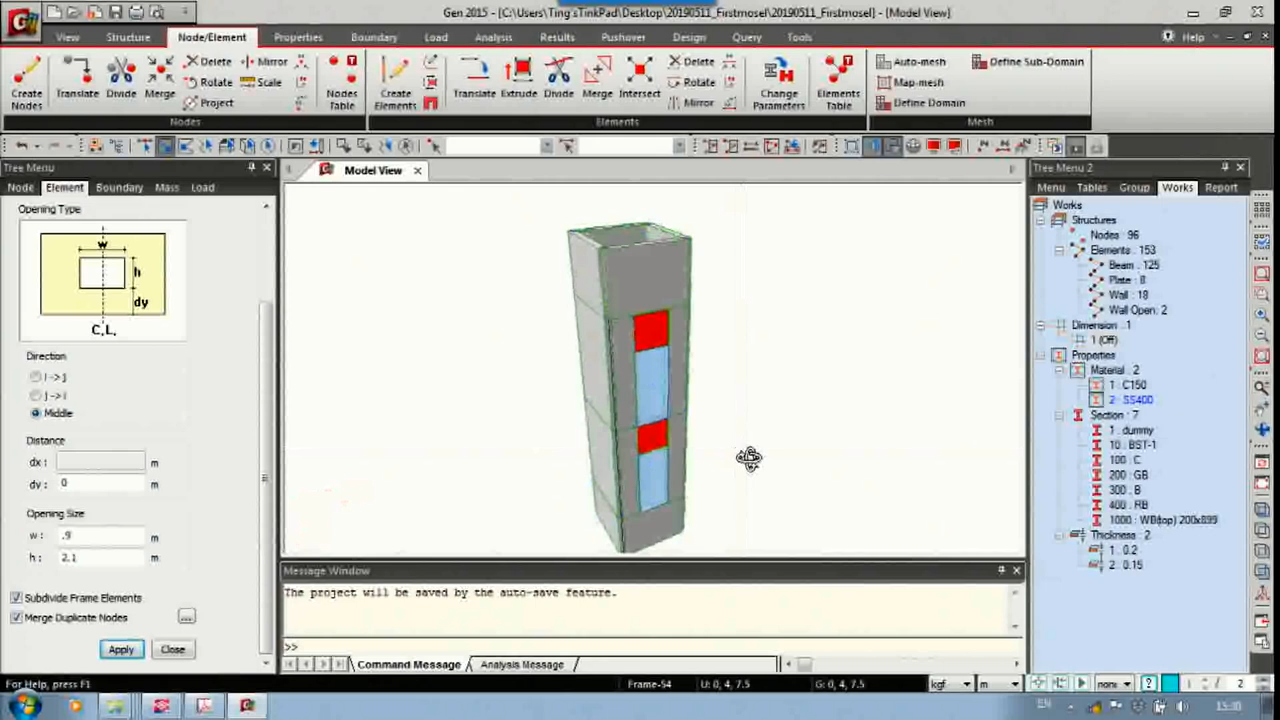 Gen 2015 - [C:\Users\Ting'sTinkPad\Desktop\20190511_Firstmosel\20190511_Firstmosel] - [Model View]
View Structure Node/Element Properties Boundary Load Analysis Results Pushover Design Query Tools Help
Create Nodes
Translate
Divide
Merge
Delete
Rotate
Project
Mirror
Scale
Nodes Table
Create Elements
Translate
Extrude
Divide
Merge
Intersect
Delete
Rotate
Mirror
Change Parameters
Elements Table
Auto-mesh
Map-mesh
Define Domain
Define Sub-Domain
Nodes
Elements
Mesh
Tree Menu
Node Element Boundary Mass Load
Opening Type
w
h
dy
C,L,
Direction
i -> j
j -> i
Middle
Distance
dx : m
dy : 0 m
Opening Size
w : .9 m
h : 2.1 m
Subdivide Frame Elements
Merge Duplicate Nodes
...
Apply Close
Model View
Message Window
The project will be saved by the auto-save feature.
>>
Command Message Analysis Message
Tree Menu 2
Menu Tables Group Works Report
Works
Structures
Nodes : 96
Elements : 153
Beam : 125
Plate : 8
Wall : 18
Wall Open: 2
Dimension : 1
1 (Off)
Properties
Material : 2
1 : C150
2 : SS400
Section : 7
1 : dummy
10 : BST-1
100 : C
200 : GB
300 : B
400 : RB
Thickness : 2
1 : 0.2
2 : 0.15
For Help, press F1
Frame-54
U: 0, 4, 7.5
G: 0, 4, 7.5
kgf
m
none
?
/ 2
EN
15:30